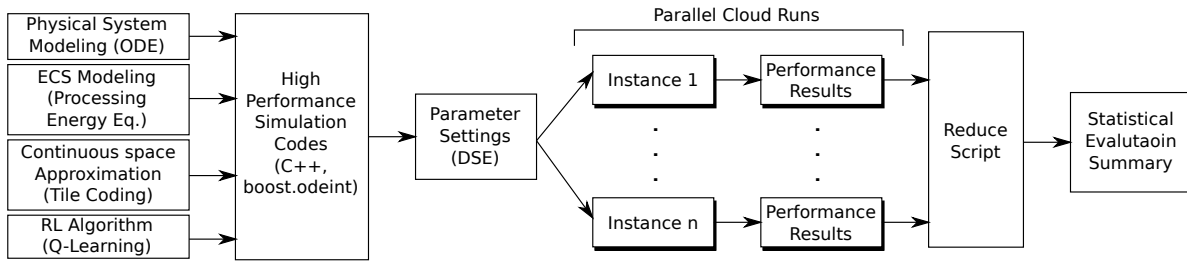 Physical System
Modeling (ODE)
ECS Modeling
(Processing
Energy Eq.)
Continuous space
Approximation
(Tile Coding)
RL Algorithm
(Q-Learning)
High
Performance
Simulation
Codes
(C++,
boost.odeint)
Parameter
Settings
(DSE)
Parallel Cloud Runs
Instance 1
Performance
Results
Instance n
Performance
Results
Reduce
Script
Statistical
Evalutaoin
Summary